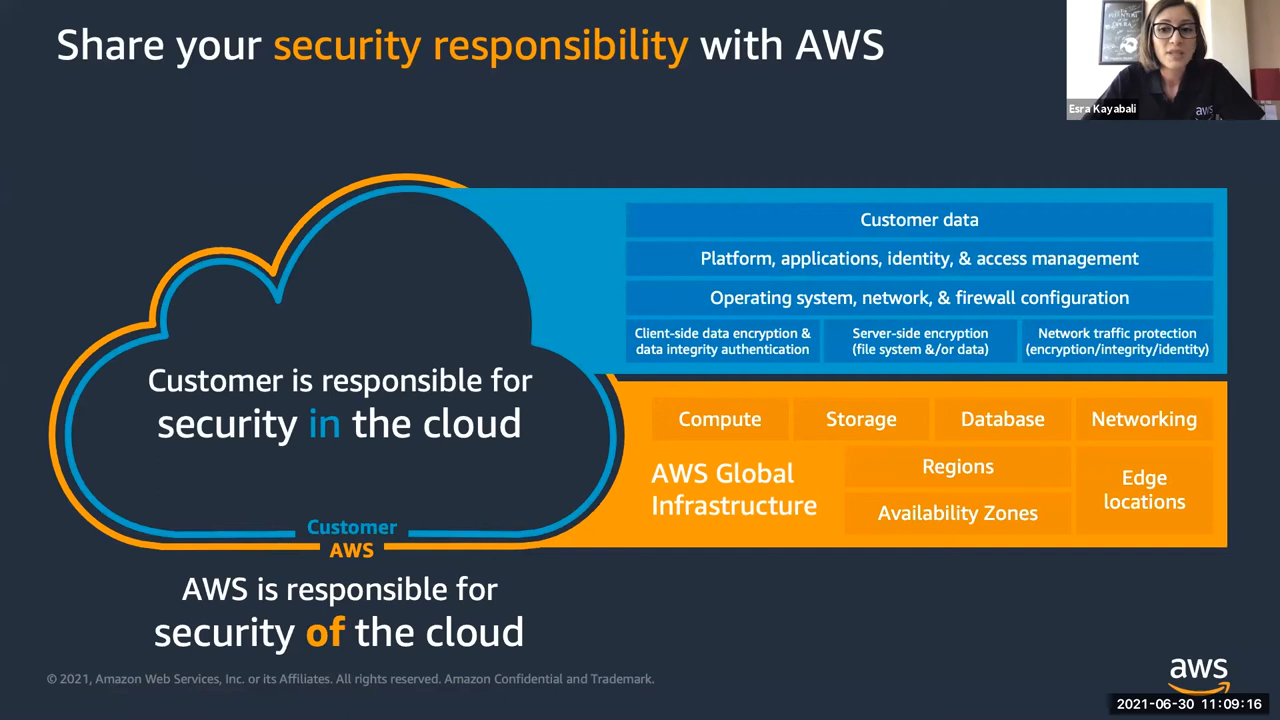 Share your security responsibility with AWS
aws
Esra Kayabali
Customer data
Platform, applications, identity, & access management
Operating system, network, & firewall configuration
Client-side data encryption &
data integrity authentication
Server-side encryption
(file system &/or data)
Network traffic protection
(encryption/integrity/identity)
Customer is responsible for
security in the cloud
Compute
Storage
Database
Networking
AWS Global
Infrastructure
Regions
Availability Zones
Edge
locations
Customer
AWS
AWS is responsible for
security of the cloud
© 2021, Amazon Web Services, Inc. or its Affiliates. All rights reserved. Amazon Confidential and Trademark.
aws
2021-06-30 11:09:16